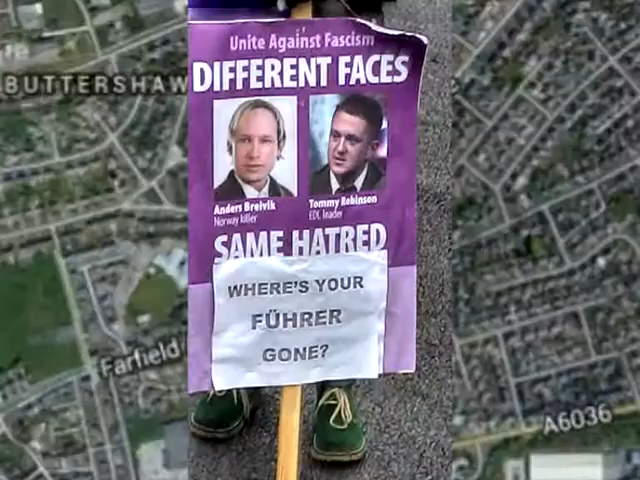 BUTTERSHAW
Unite Against Fascism
DIFFERENT FACES
Anders Breivik
Norway killer
Tommy Robinson
EDL leader
SAME HATRED
WHERE'S YOUR
FÜHRER
GONE?
Farfield
A6036